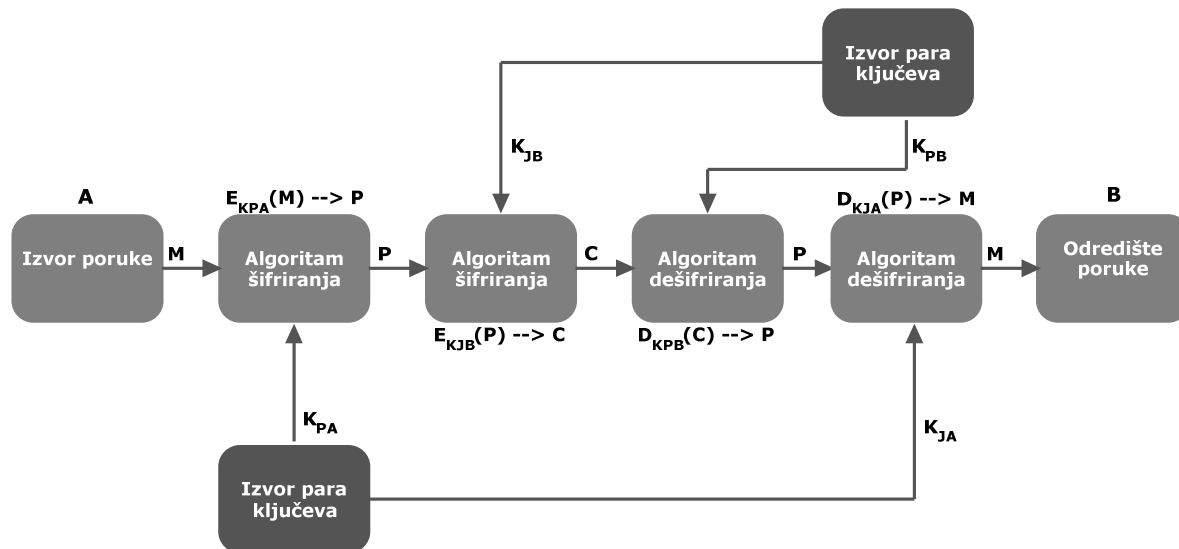 Izvor para
ključeva
K_JB
K_PB
A
E_KPA(M) --> P
D_KJA(P) --> M
B
Izvor poruke
M
Algoritam
šifriranja
P
Algoritam
šifriranja
C
Algoritam
dešifriranja
P
Algoritam
dešifriranja
M
Odredište
poruke
E_KJB(P) --> C
D_KPB(C) --> P
K_PA
K_JA
Izvor para
ključeva